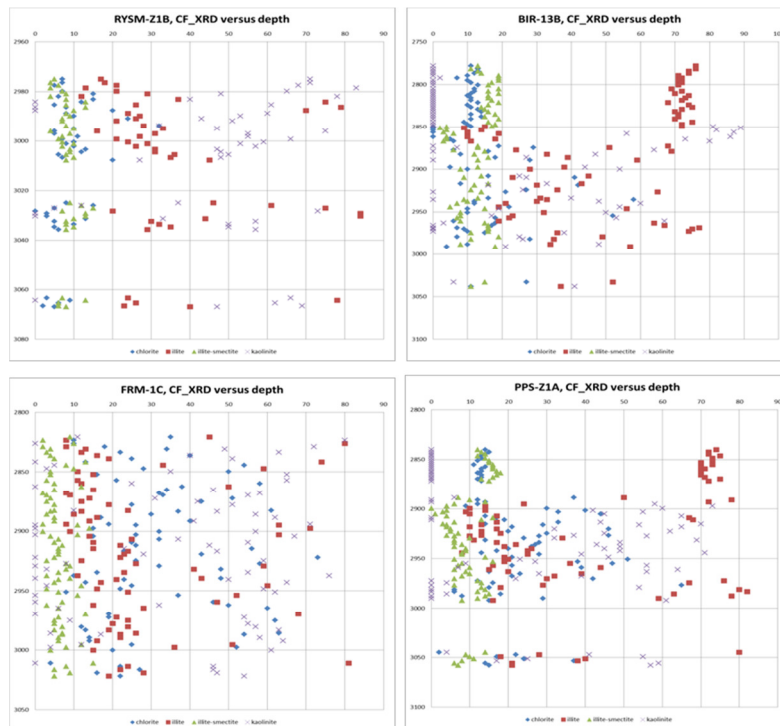 RYSM-Z1B, CF_XRD versus depth
0 10 20 30 40 50 60 70 80 90
2960
2980
3000
3020
3040
3060
3080
chlorite illite illite-smectite kaolinite
BIR-13B, CF_XRD versus depth
0 10 20 30 40 50 60 70 80 90
2750
2800
2850
2900
2950
3000
3050
3100
chlorite illite illite-smectite kaolinite
FRM-1C, CF_XRD versus depth
0 10 20 30 40 50 60 70 80 90
2800
2850
2900
2950
3000
3050
chlorite illite illite-smectite kaolinite
PPS-Z1A, CF_XRD versus depth
0 10 20 30 40 50 60 70 80 90
2800
2850
2900
2950
3000
3050
3100
chlorite illite illite-smectite kaolinite